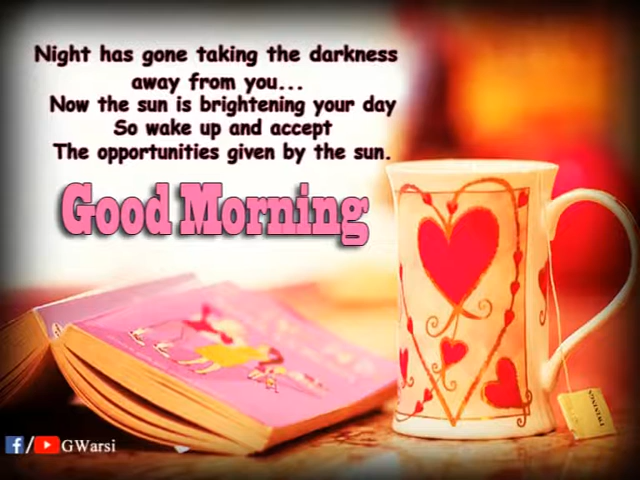 Night has gone taking the darkness
away from you...
Now the sun is brightening your day
So wake up and accept
The opportunities given by the sun.
Good Morning
TWININGS
f/GWarsi